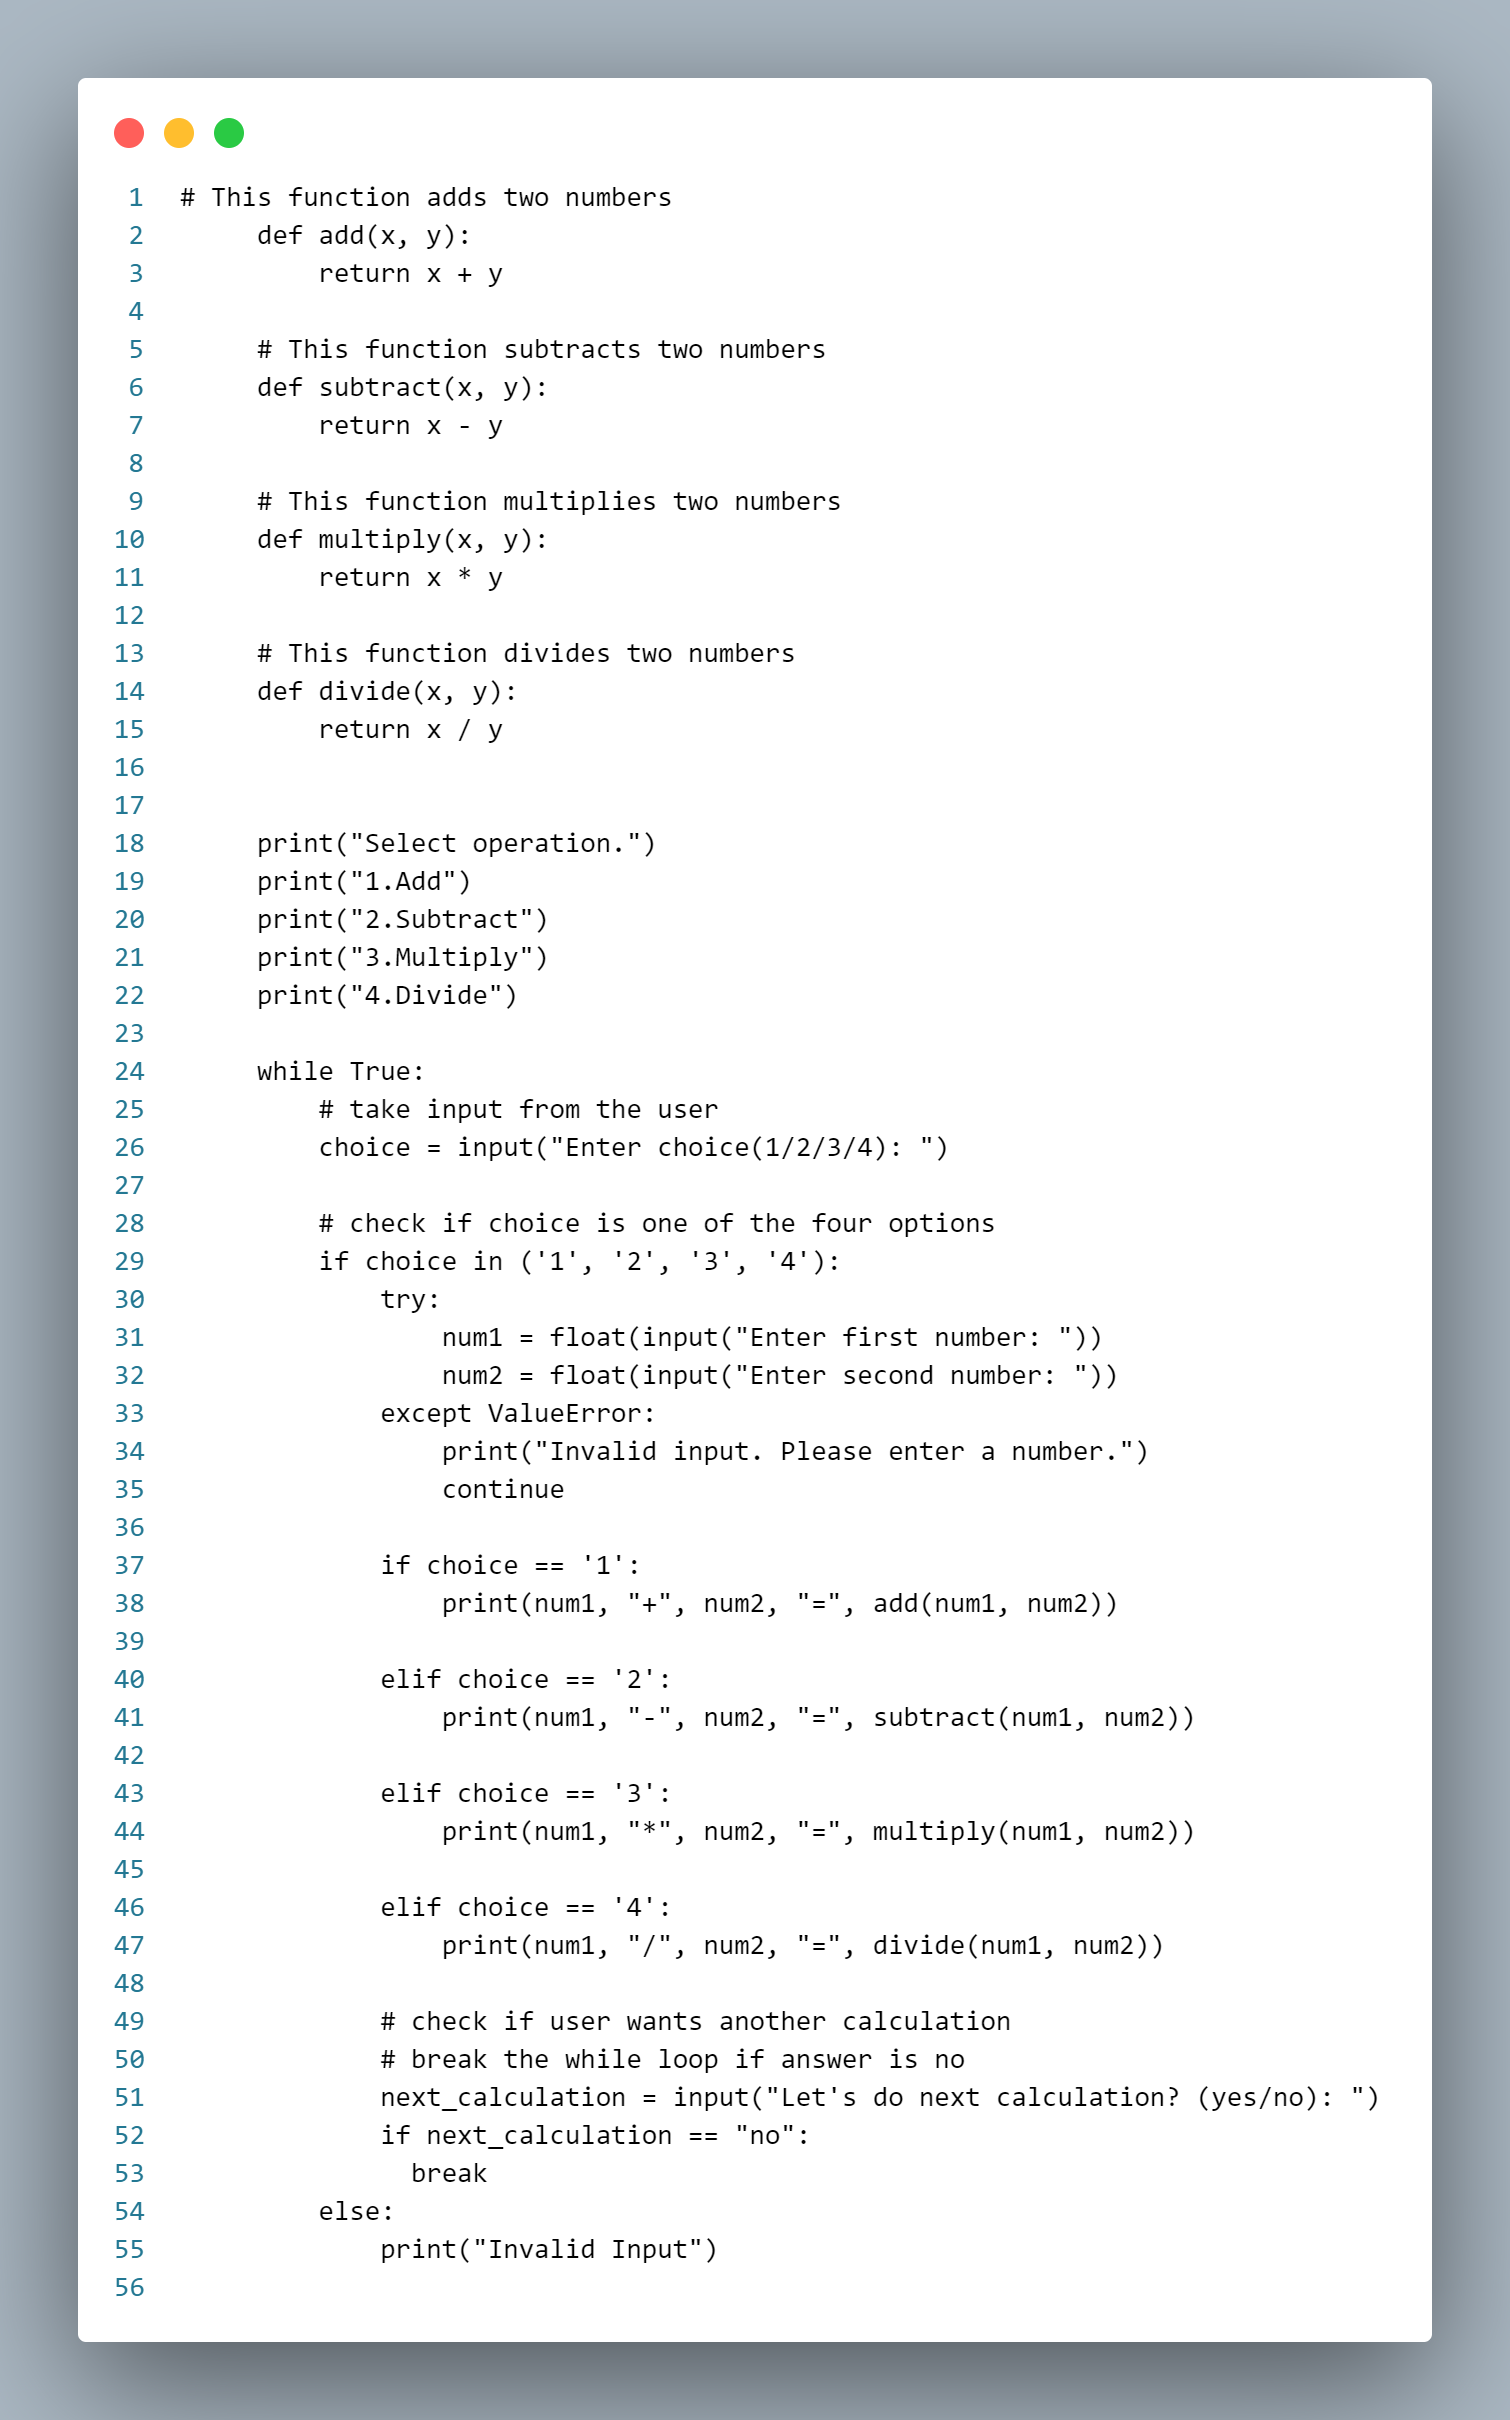 1 # This function adds two numbers
2      def add(x, y):
3          return x + y
4
5      # This function subtracts two numbers
6      def subtract(x, y):
7          return x - y
8
9      # This function multiplies two numbers
10      def multiply(x, y):
11          return x * y
12
13      # This function divides two numbers
14      def divide(x, y):
15          return x / y
16
17
18      print("Select operation.")
19      print("1.Add")
20      print("2.Subtract")
21      print("3.Multiply")
22      print("4.Divide")
23
24      while True:
25          # take input from the user
26          choice = input("Enter choice(1/2/3/4): ")
27
28          # check if choice is one of the four options
29          if choice in ('1', '2', '3', '4'):
30              try:
31                  num1 = float(input("Enter first number: "))
32                  num2 = float(input("Enter second number: "))
33              except ValueError:
34                  print("Invalid input. Please enter a number.")
35                  continue
36
37              if choice == '1':
38                  print(num1, "+", num2, "=", add(num1, num2))
39
40              elif choice == '2':
41                  print(num1, "-", num2, "=", subtract(num1, num2))
42
43              elif choice == '3':
44                  print(num1, "*", num2, "=", multiply(num1, num2))
45
46              elif choice == '4':
47                  print(num1, "/", num2, "=", divide(num1, num2))
48
49              # check if user wants another calculation
50              # break the while loop if answer is no
51              next_calculation = input("Let's do next calculation? (yes/no): ")
52              if next_calculation == "no":
53                break
54          else:
55              print("Invalid Input")
56